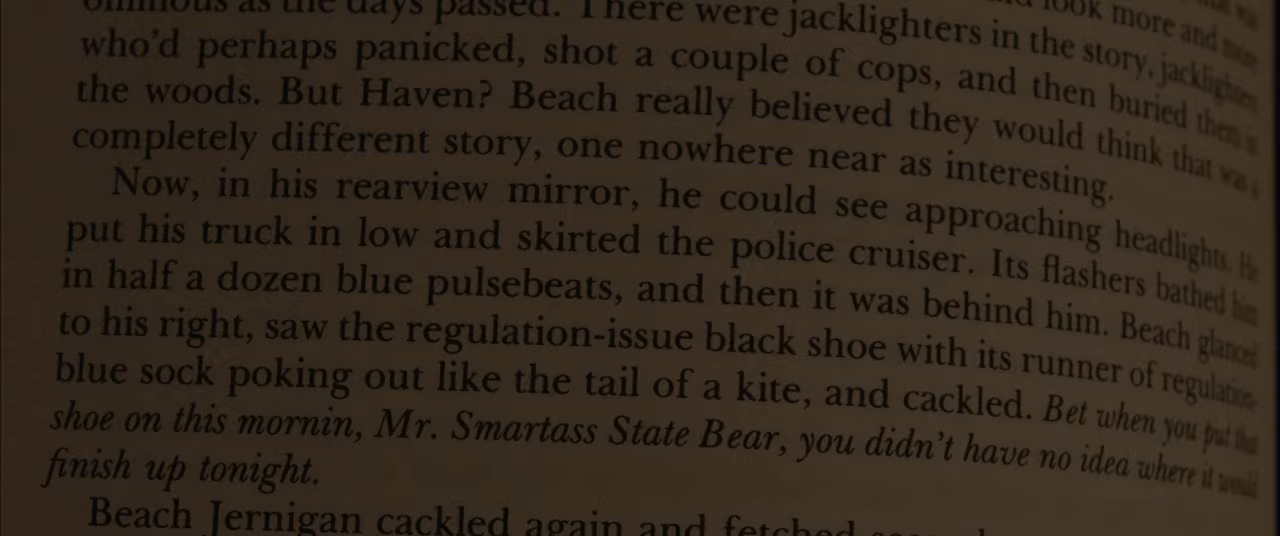 ominous as the days passed. There were jacklighters in the story, jacklighters
who'd perhaps panicked, shot a couple of cops, and then buried them in
the woods. But Haven? Beach really believed they would think that was a
completely different story, one nowhere near as interesting.
Now, in his rearview mirror, he could see approaching headlights. He
put his truck in low and skirted the police cruiser. Its flashers bathed him
in half a dozen blue pulsebeats, and then it was behind him. Beach glanced
to his right, saw the regulation-issue black shoe with its runner of regulation-
blue sock poking out like the tail of a kite, and cackled. Bet when you put that
shoe on this mornin, Mr. Smartass State Bear, you didn't have no idea where it would
finish up tonight.
Beach Jernigan cackled again and fetched